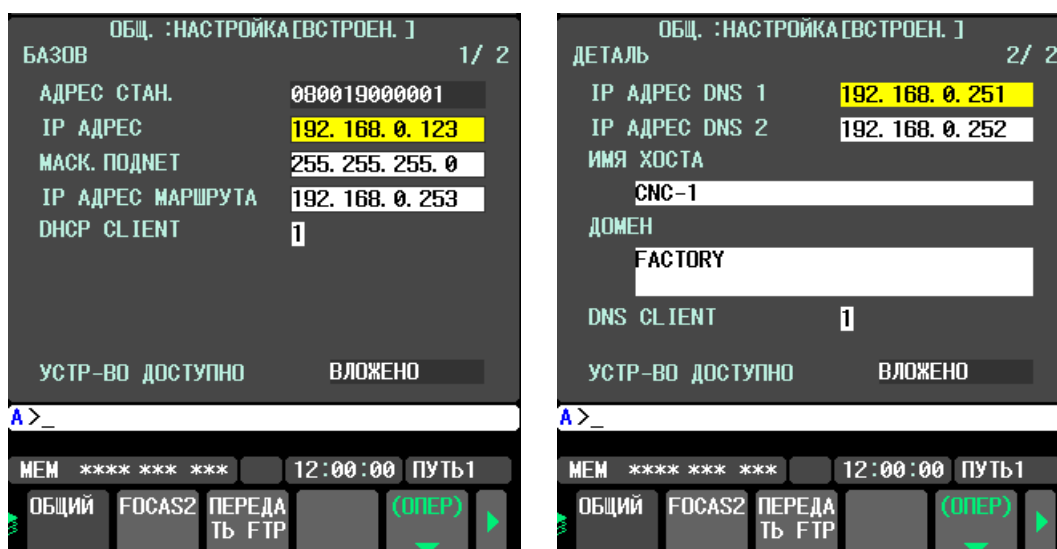 ОБЩ. :НАСТРОЙКА[ВСТРОЕН. ]
БАЗОВ 1/ 2
АДРЕС СТАН. 080019000001
IP АДРЕС 192. 168. 0. 123
МАСК. ПОДNET 255. 255. 255. 0
IP АДРЕС МАРШРУТА 192. 168. 0. 253
DHCP CLIENT 1
УСТР-ВО ДОСТУПНО ВЛОЖЕНО
A>_
MEM **** *** *** 12:00:00 ПУТЬ1
ОБЩИЙ FOCAS2 ПЕРЕДА (ОПЕР)
ТЬ FTP
ОБЩ. :НАСТРОЙКА[ВСТРОЕН. ]
ДЕТАЛЬ 2/ 2
IP АДРЕС DNS 1 192. 168. 0. 251
IP АДРЕС DNS 2 192. 168. 0. 252
ИМЯ ХОСТА
CNC-1
ДОМЕН
FACTORY
DNS CLIENT 1
УСТР-ВО ДОСТУПНО ВЛОЖЕНО
A>_
MEM **** *** *** 12:00:00 ПУТЬ1
ОБЩИЙ FOCAS2 ПЕРЕДА (ОПЕР)
ТЬ FTP